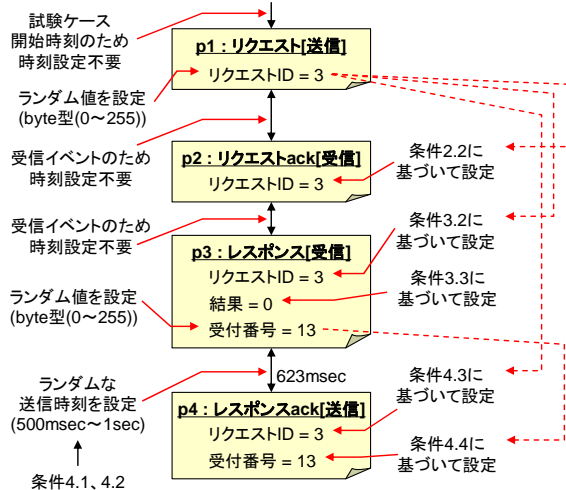 試験ケース
開始時刻のため
時刻設定不要
p1：リクエスト[送信]
リクエストID = 3
ランダム値を設定
(byte型(0～255))
受信イベントのため
時刻設定不要
p2：リクエストack[受信]
リクエストID = 3
条件2.2に
基づいて設定
受信イベントのため
時刻設定不要
p3：レスポンス[受信]
リクエストID = 3
結果 = 0
受付番号 = 13
条件3.2に
基づいて設定
条件3.3に
基づいて設定
ランダム値を設定
(byte型(0～255))
623msec
ランダムな
送信時刻を設定
(500msec～1sec)
条件4.1、4.2
p4：レスポンスack[送信]
リクエストID = 3
受付番号 = 13
条件4.3に
基づいて設定
条件4.4に
基づいて設定